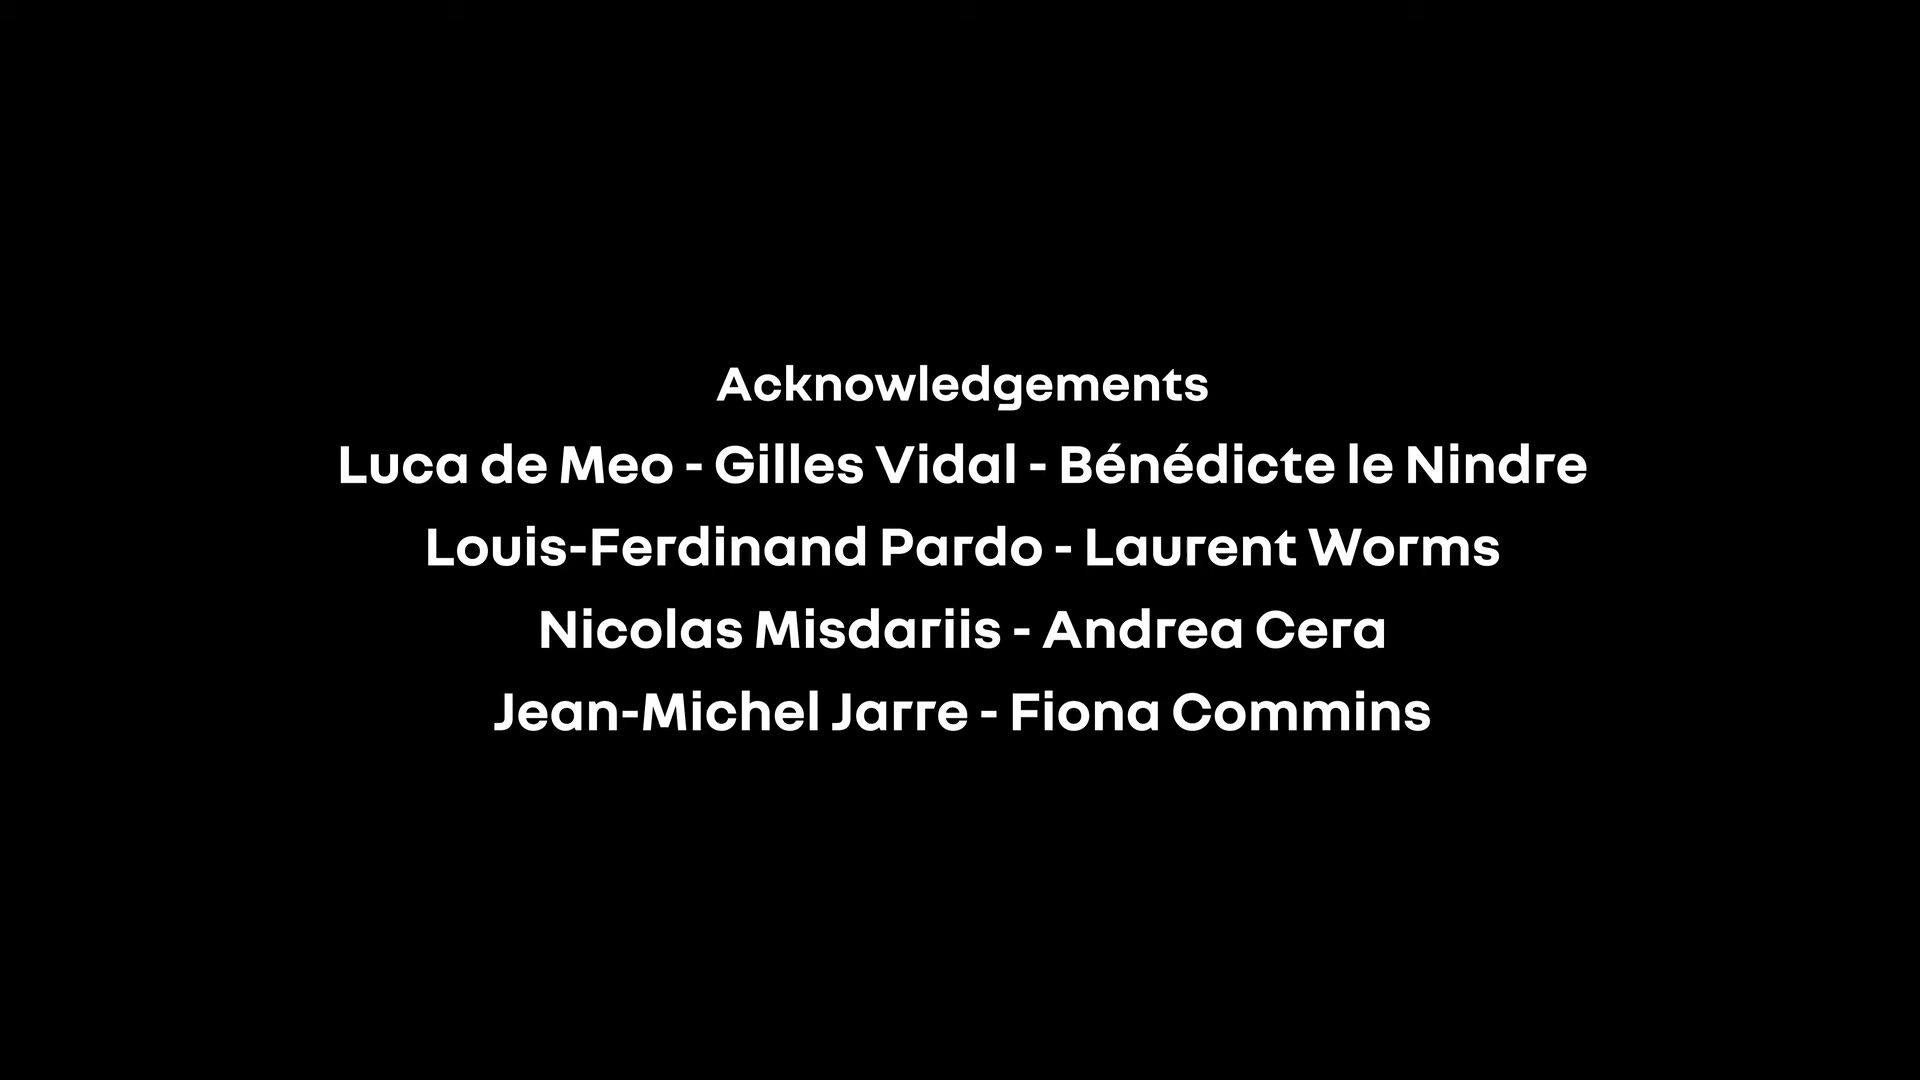 Acknowledgements
Luca de Meo - Gilles Vidal - Bénédicte le Nindre
Louis-Ferdinand Pardo - Laurent Worms
Nicolas Misdariis - Andrea Cera
Jean-Michel Jarre - Fiona Commins